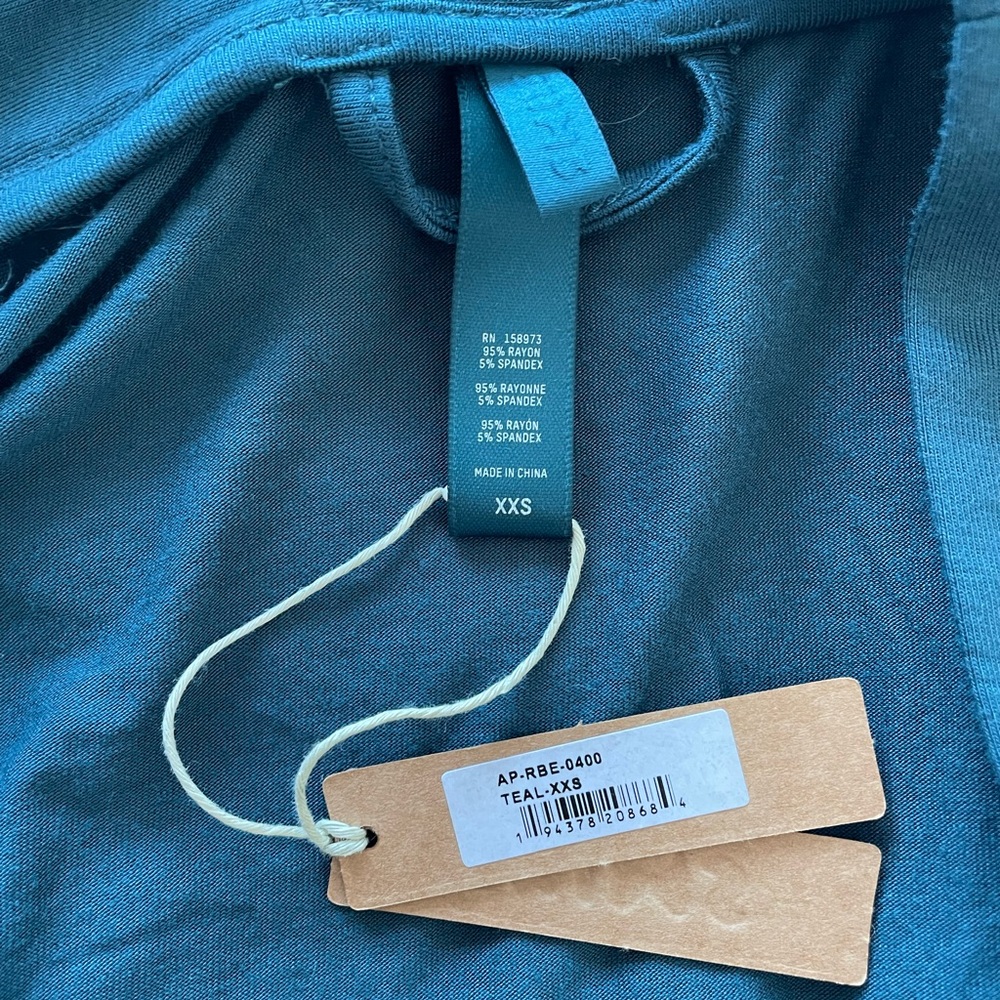 RN 158973
95% RAYON
5% SPANDEX
95% RAYONNE
5% SPANDEX
95% RAYÓN
5% SPANDEX
MADE IN CHINA
XXS
AP-RBE-0400
TEAL-XXS
1 94378 20868 4